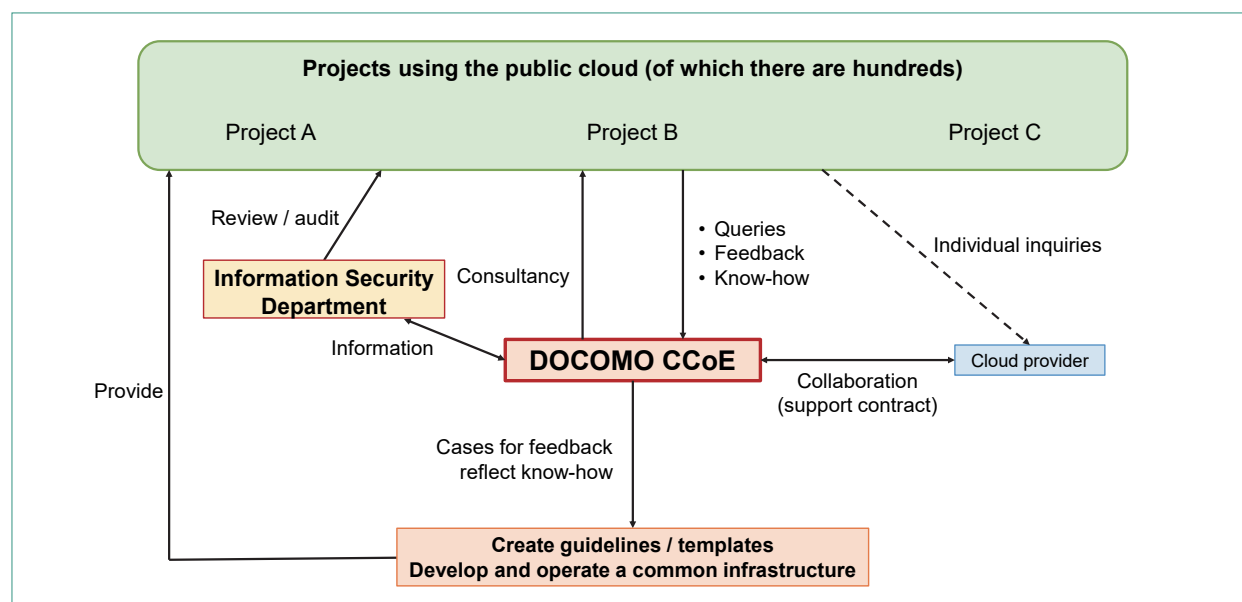 Projects using the public cloud (of which there are hundreds)
Project A
Project B
Project C
Review / audit
• Queries
• Feedback
• Know-how
Individual inquiries
Information Security
Department
Consultancy
Information
DOCOMO CCoE
Cloud provider
Collaboration
(support contract)
Provide
Cases for feedback
reflect know-how
Create guidelines / templates
Develop and operate a common infrastructure